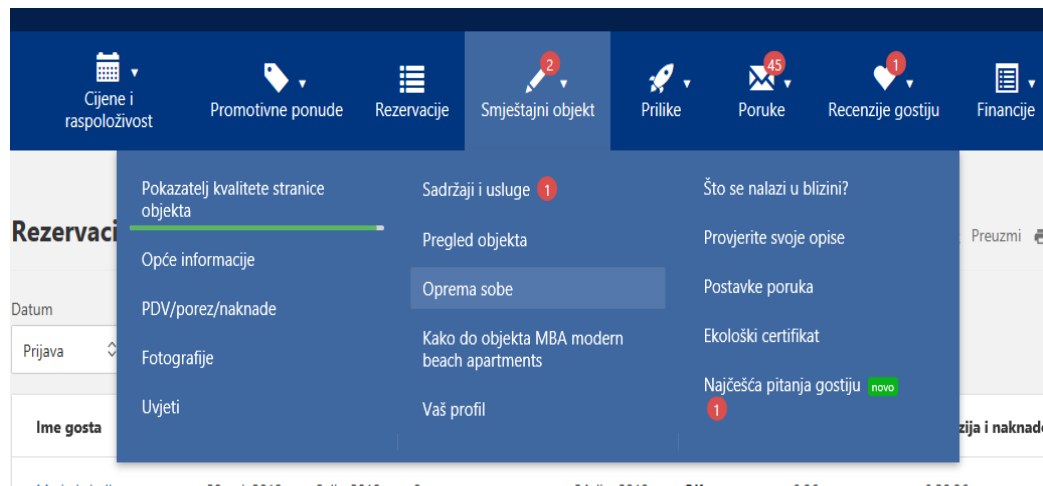 Cijene i
raspoloživost
Promotivne ponude
Rezervacije
2
Smještajni objekt
Prilike
45
Poruke
1
Recenzije gostiju
Financije
Pokazatelj kvalitete stranice
objekta
Opće informacije
PDV/porez/naknade
Fotografije
Uvjeti
Sadržaji i usluge 1
Pregled objekta
Oprema sobe
Kako do objekta MBA modern
beach apartments
Vaš profil
Što se nalazi u blizini?
Provjerite svoje opise
Postavke poruka
Ekološki certifikat
Najčešća pitanja gostiju novo
1
Rezervaci
Preuzmi
Datum
Prijava
Ime gosta
zija i naknade